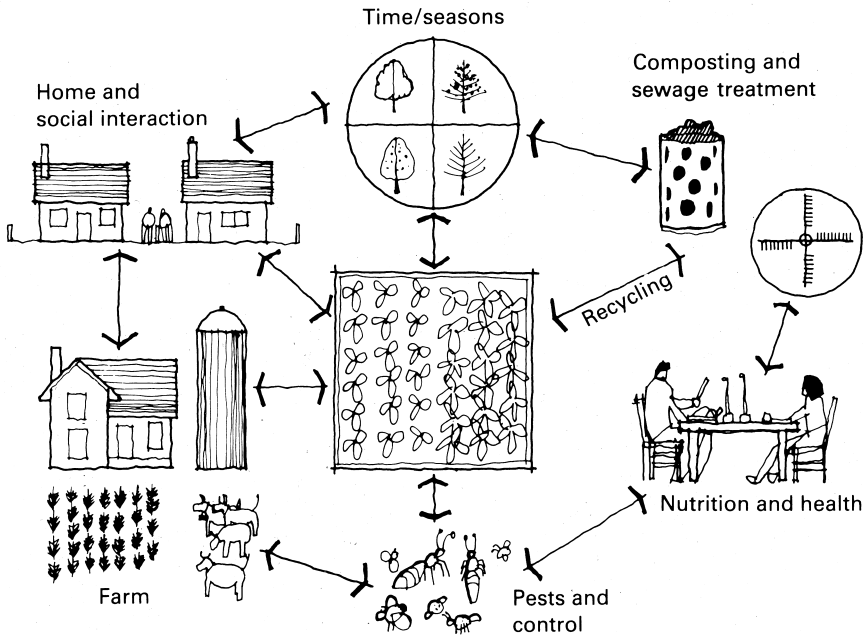 Time/seasons
Composting and
sewage treatment
Home and
social interaction
Recycling
Nutrition and health
Farm
Pests and
control